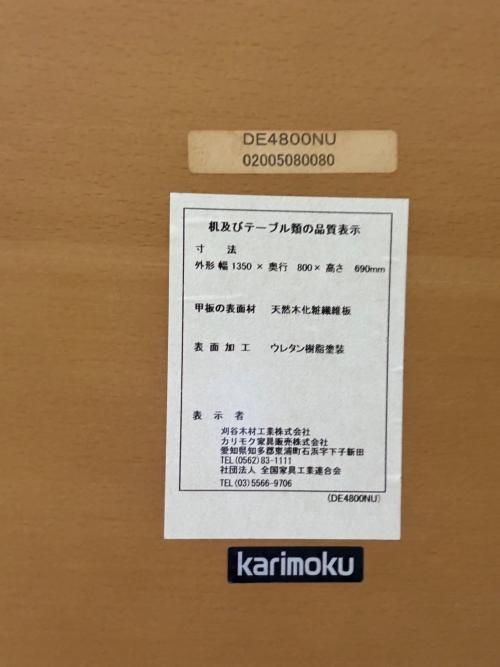 DE4800NU
02005080080
机及びテーブル類の品質表示
寸 法
外形 幅 1350 × 奥行 800× 高さ 690mm
甲板の表面材 天然木化粧繊維板
表 面 加 工 ウレタン樹脂塗装
表 示 者
刈谷木材工業株式会社
カリモク家具販売株式会社
愛知県知多郡東浦町石浜字下子新田
TEL(0562)83-1111
社団法人 全国家具工業連合会
TEL(03)5566-9706
(DE4800NU)
karimoku